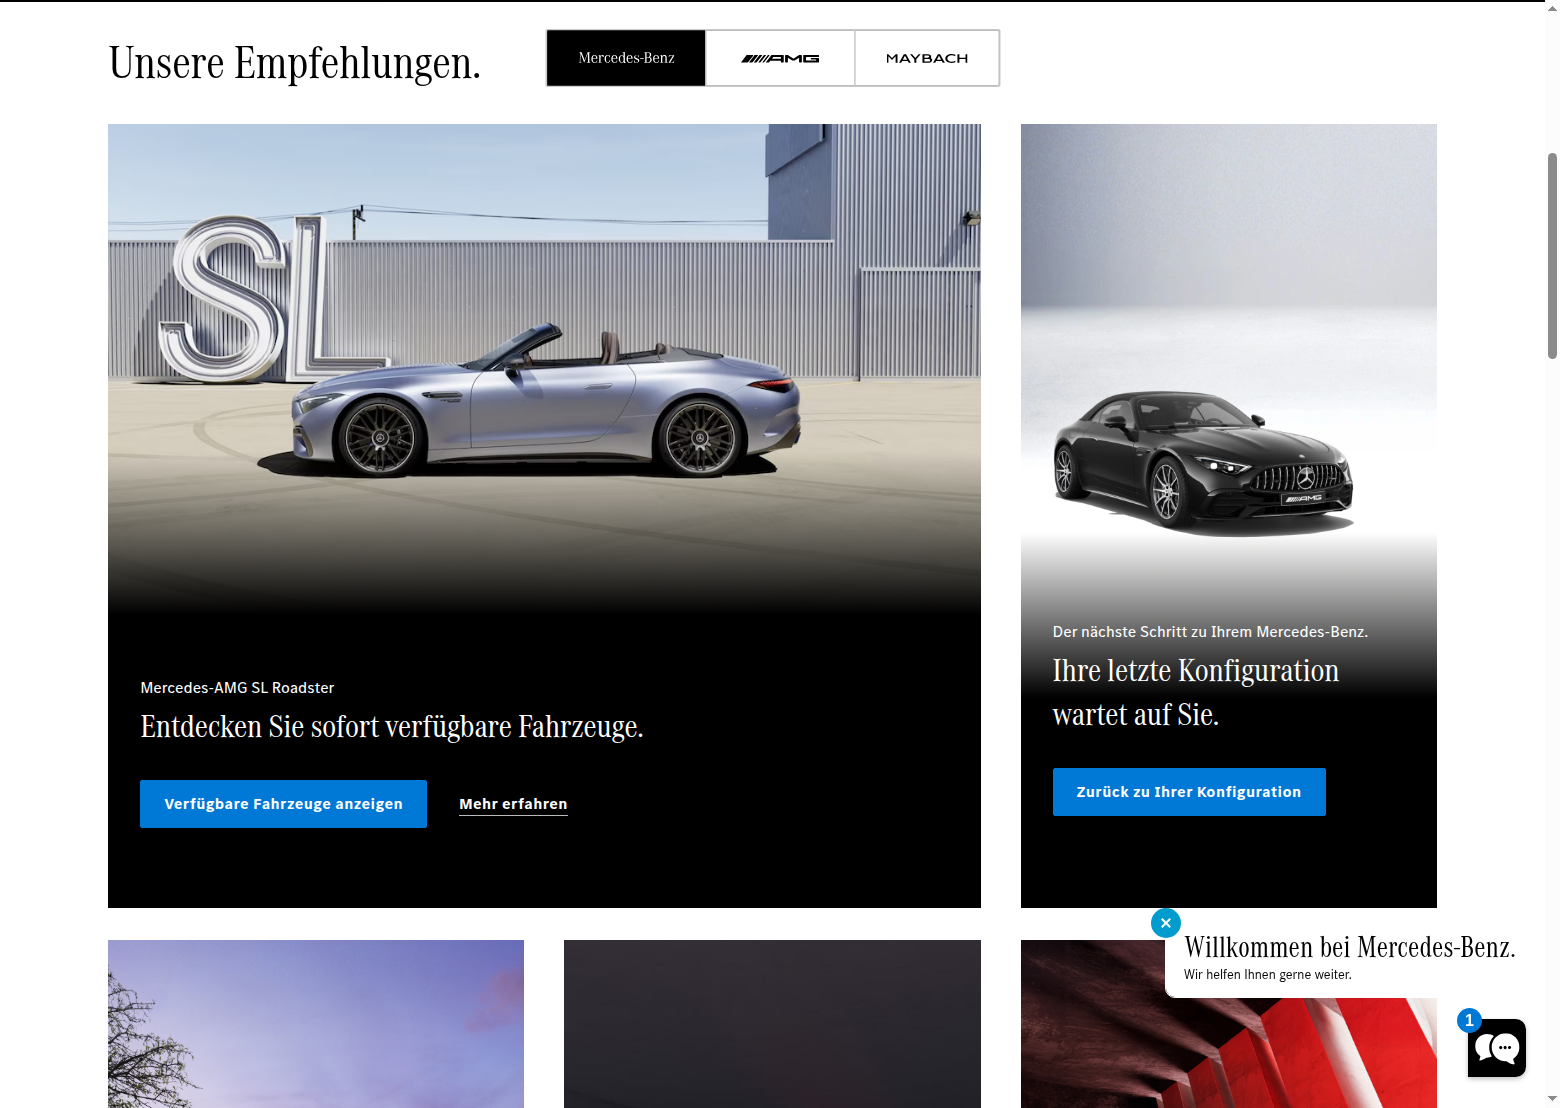 Unsere Empfehlungen.
Mercedes-Benz
AMG
MAYBACH
SL
Mercedes-AMG SL Roadster
Entdecken Sie sofort verfügbare Fahrzeuge.
Verfügbare Fahrzeuge anzeigen
Mehr erfahren
AMG
Der nächste Schritt zu Ihrem Mercedes-Benz.
Ihre letzte Konfiguration
wartet auf Sie.
Zurück zu Ihrer Konfiguration
Willkommen bei Mercedes-Benz.
Wir helfen Ihnen gerne weiter.
1